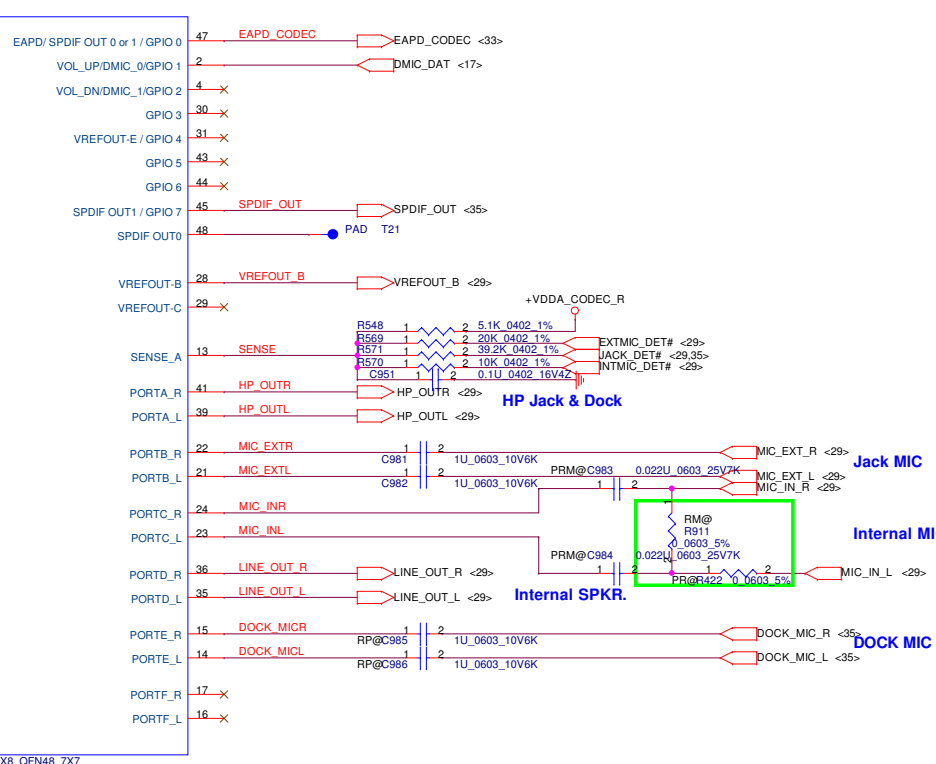 EAPD/ SPDIF OUT 0 or 1 / GPIO 0 47 EAPD_CODEC EAPD_CODEC <33>
VOL_UP/DMIC_0/GPIO 1 2 DMIC_DAT <17>
VOL_DN/DMIC_1/GPIO 2 4
GPIO 3 30
VREFOUT-E / GPIO 4 31
GPIO 5 43
GPIO 6 44
SPDIF OUT1 / GPIO 7 45 SPDIF_OUT SPDIF_OUT <35>
SPDIF OUT0 48 PAD T21
VREFOUT-B 28 VREFOUT_B VREFOUT_B <29>
VREFOUT-C 29
+VDDA_CODEC_R
R548 1 2 5.1K_0402_1%
R569 1 2 20K_0402_1% EXTMIC_DET# <29>
SENSE_A 13 SENSE R571 1 2 39.2K_0402_1% JACK_DET# <29,35>
R570 1 2 10K_0402_1% INTMIC_DET# <29>
C951 1 2 0.1U_0402_16V4Z
PORTA_R 41 HP_OUTR HP_OUTR <29>
HP Jack & Dock
PORTA_L 39 HP_OUTL HP_OUTL <29>
PORTB_R 22 MIC_EXTR C981 1 2 1U_0603_10V6K MIC_EXT_R <29>
Jack MIC
PORTB_L 21 MIC_EXTL C982 1 2 1U_0603_10V6K MIC_EXT_L <29>
PRM@C983 1 2 0.022U_0603_25V7K MIC_IN_R <29>
PORTC_R 24 MIC_INR
1 RM@
R911
0_0603_5%
2
Internal MI
PORTC_L 23 MIC_INL
PRM@C984 1 2 0.022U_0603_25V7K
PORTD_R 36 LINE_OUT_R LINE_OUT_R <29>
PR@R422 1 2 0_0603_5% MIC_IN_L <29>
PORTD_L 35 LINE_OUT_L LINE_OUT_L <29>
Internal SPKR.
PORTE_R 15 DOCK_MICR RP@C985 1 2 1U_0603_10V6K DOCK_MIC_R <35>
DOCK MIC
PORTE_L 14 DOCK_MICL RP@C986 1 2 1U_0603_10V6K DOCK_MIC_L <35>
PORTF_R 17
PORTF_L 16
X8_QFN48_7X7